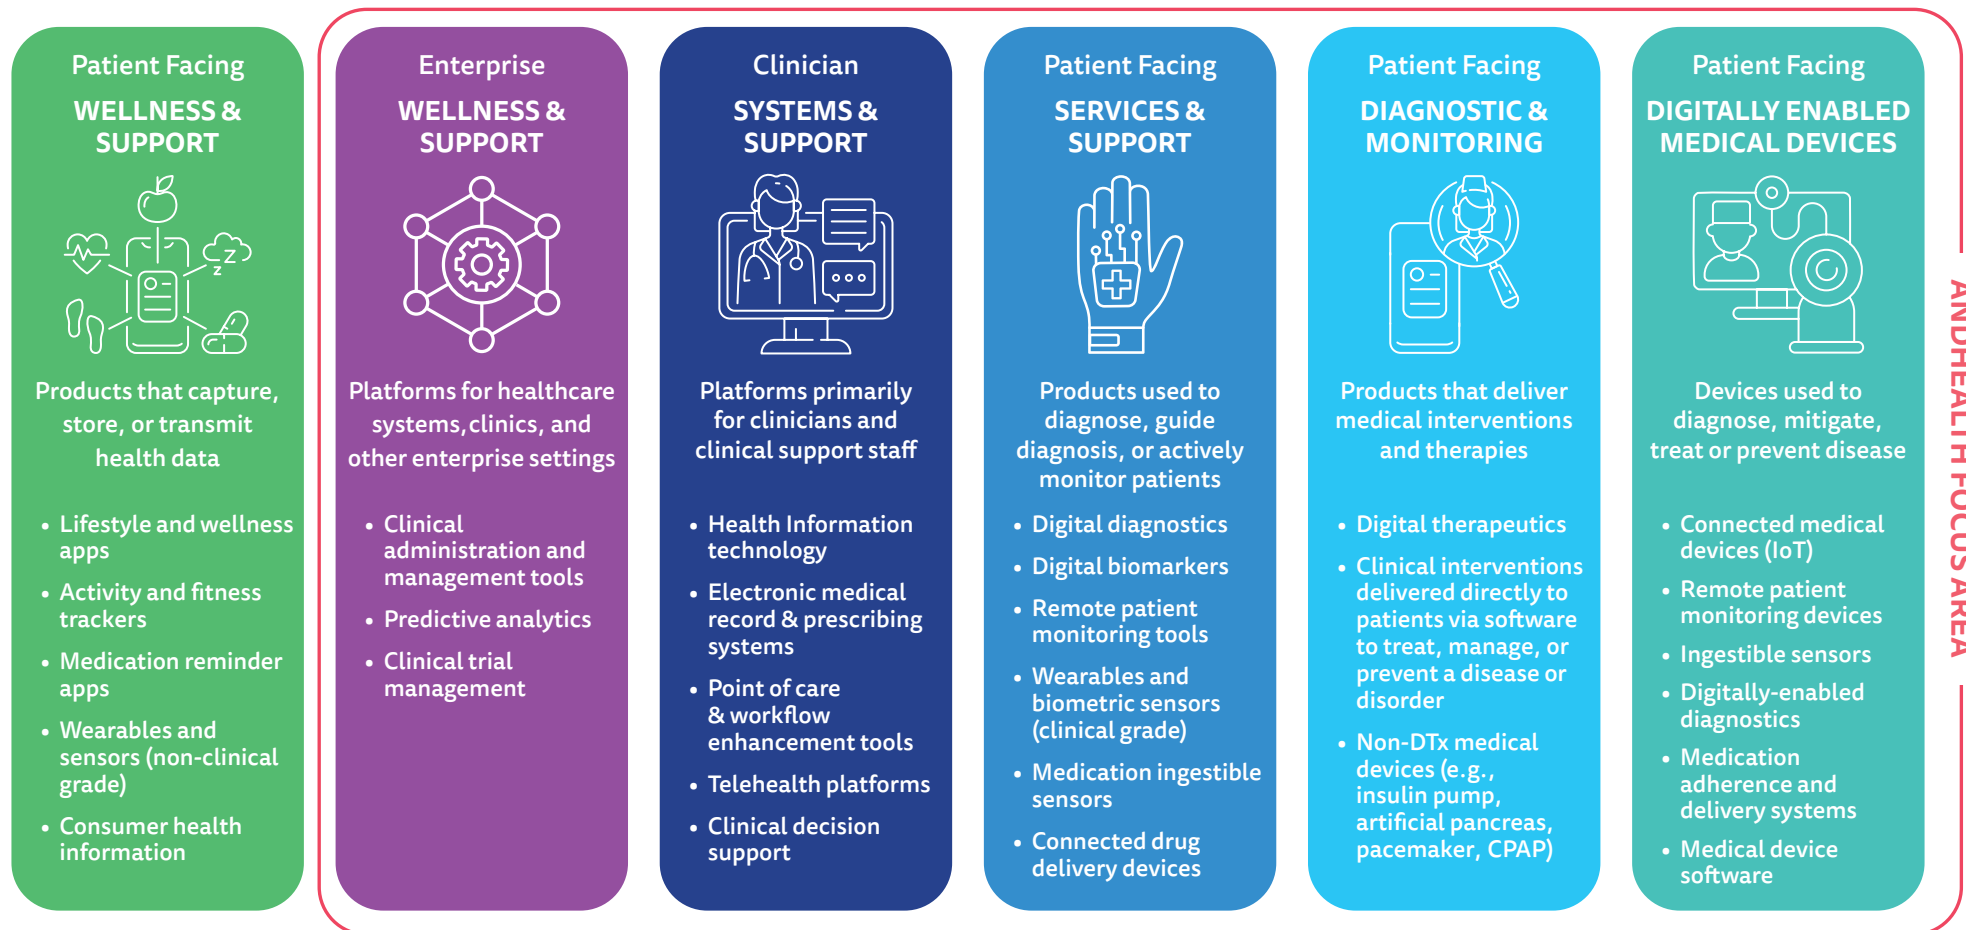 Patient Facing
WELLNESS &
SUPPORT
Z
Z
Products that capture,
store, or transmit
health data
• Lifestyle and wellness
apps
• Activity and fitness
trackers
• Medication reminder
apps
• Wearables and
sensors (non-clinical
grade)
• Consumer health
information
Enterprise
WELLNESS &
SUPPORT
Platforms for healthcare
systems, clinics, and
other enterprise settings
• Clinical
administration and
management tools
• Predictive analytics
• Clinical trial
management
Clinician
SYSTEMS &
SUPPORT
Platforms primarily
for clinicians and
clinical support staff
• Health Information
technology
• Electronic medical
record & prescribing
systems
• Point of care
& workflow
enhancement tools
• Telehealth platforms
• Clinical decision
support
Patient Facing
SERVICES &
SUPPORT
Products used to
diagnose, guide
diagnosis, or actively
monitor patients
• Digital diagnostics
• Digital biomarkers
• Remote patient
monitoring tools
• Wearables and
biometric sensors
(clinical grade)
• Medication ingestible
sensors
• Connected drug
delivery devices
Patient Facing
DIAGNOSTIC &
MONITORING
Products that deliver
medical interventions
and therapies
• Digital therapeutics
• Clinical interventions
delivered directly to
patients via software
to treat, manage, or
prevent a disease or
disorder
• Non-DTx medical
devices (e.g.,
insulin pump,
artificial pancreas,
pacemaker, CPAP)
Patient Facing
DIGITALLY ENABLED
MEDICAL DEVICES
Devices used to
diagnose, mitigate,
treat or prevent disease
• Connected medical
devices (IoT)
• Remote patient
monitoring devices
• Ingestible sensors
• Digitally-enabled
diagnostics
• Medication
adherence and
delivery systems
• Medical device
software
ANDHEALTH FOCUS AREA